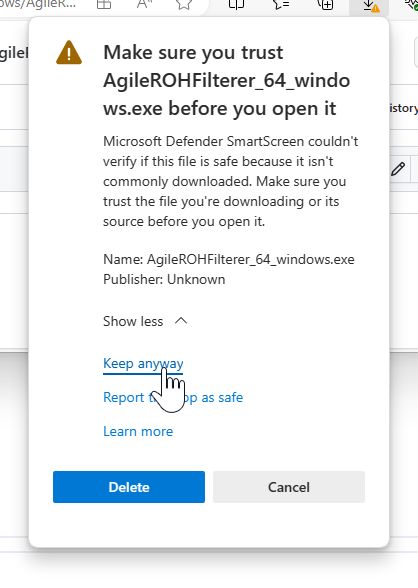 ows/AgileR...
Make sure you trust
AgileROHFilterer_64_windo
ws.exe before you open it
Microsoft Defender SmartScreen couldn't
verify if this file is safe because it isn't
commonly downloaded. Make sure you
trust the file you're downloading or its
source before you open it.
Name: AgileROHFilterer_64_windows.exe
Publisher: Unknown
Show less
Keep anyway
Report as safe
Learn more
Delete
Cancel
gileI
istory